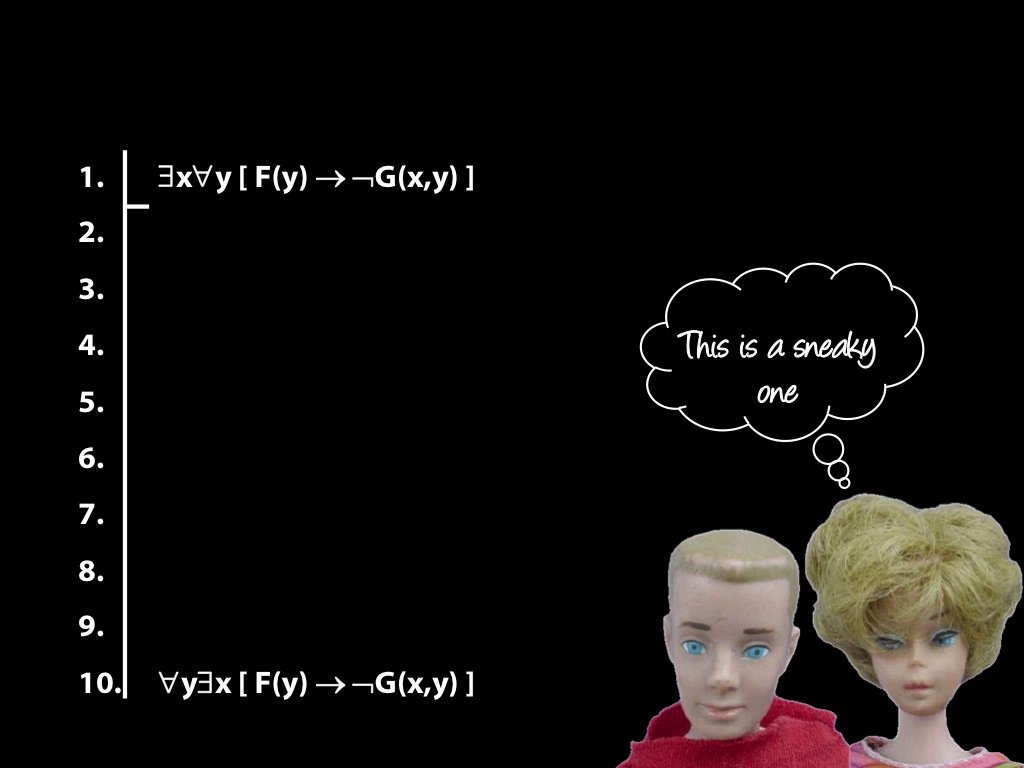 1. ∃x∀y [ F(y) → ¬G(x,y) ]
2.
3.
4.
5.
6.
7.
8.
9.
10. ∀y∃x [ F(y) → ¬G(x,y) ]
This is a sneaky
one